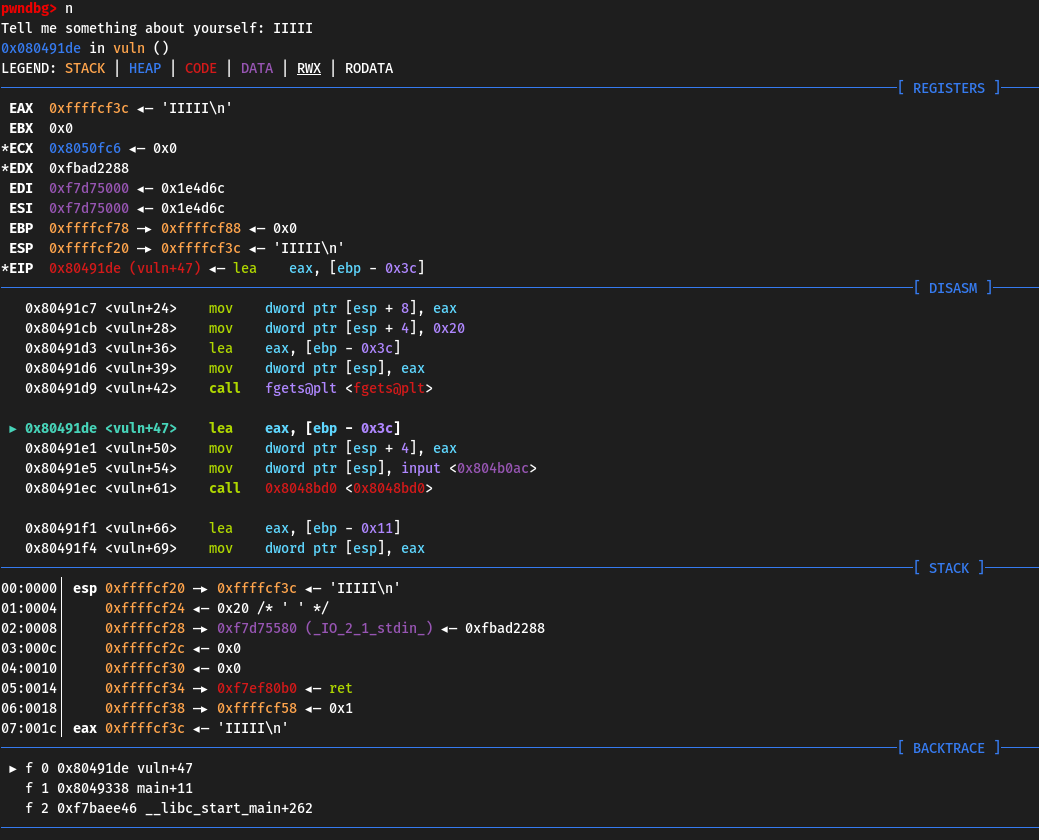 pwndbg> n
Tell me something about yourself: IIIII
0x080491de in vuln ()
LEGEND: STACK | HEAP | CODE | DATA | RWX | RODATA
[ REGISTERS ]
EAX  0xffffcf3c ◂— 'IIIII\n'
EBX  0x0
*ECX  0x8050fc6 ◂— 0x0
*EDX  0xfbad2288
EDI  0xf7d75000 ◂— 0x1e4d6c
ESI  0xf7d75000 ◂— 0x1e4d6c
EBP  0xffffcf78 —▸ 0xffffcf88 ◂— 0x0
ESP  0xffffcf20 —▸ 0xffffcf3c ◂— 'IIIII\n'
*EIP  0x80491de (vuln+47) ◂— lea    eax, [ebp - 0x3c]
[ DISASM ]
0x80491c7 <vuln+24>    mov    dword ptr [esp + 8], eax
0x80491cb <vuln+28>    mov    dword ptr [esp + 4], 0x20
0x80491d3 <vuln+36>    lea    eax, [ebp - 0x3c]
0x80491d6 <vuln+39>    mov    dword ptr [esp], eax
0x80491d9 <vuln+42>    call   fgets@plt <fgets@plt>
► 0x80491de <vuln+47>    lea    eax, [ebp - 0x3c]
0x80491e1 <vuln+50>    mov    dword ptr [esp + 4], eax
0x80491e5 <vuln+54>    mov    dword ptr [esp], input <0x804b0ac>
0x80491ec <vuln+61>    call   0x8048bd0 <0x8048bd0>
0x80491f1 <vuln+66>    lea    eax, [ebp - 0x11]
0x80491f4 <vuln+69>    mov    dword ptr [esp], eax
[ STACK ]
00:0000│ esp 0xffffcf20 —▸ 0xffffcf3c ◂— 'IIIII\n'
01:0004│     0xffffcf24 ◂— 0x20 /* ' ' */
02:0008│     0xffffcf28 —▸ 0xf7d75580 (_IO_2_1_stdin_) ◂— 0xfbad2288
03:000c│     0xffffcf2c ◂— 0x0
04:0010│     0xffffcf30 ◂— 0x0
05:0014│     0xffffcf34 —▸ 0xf7ef80b0 ◂— ret
06:0018│     0xffffcf38 —▸ 0xffffcf58 ◂— 0x1
07:001c│ eax 0xffffcf3c ◂— 'IIIII\n'
[ BACKTRACE ]
► f 0 0x80491de vuln+47
f 1 0x8049338 main+11
f 2 0xf7baee46 __libc_start_main+262